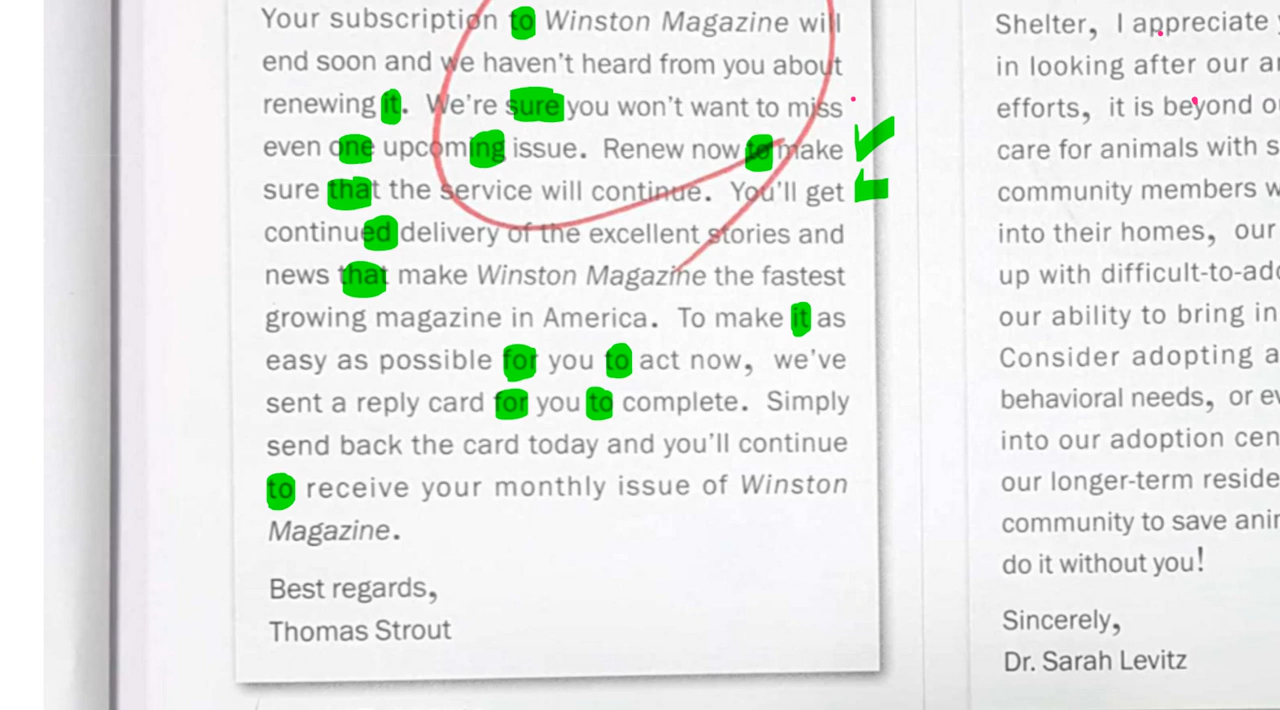 Your subscription to Winston Magazine will
end soon and we haven't heard from you about
renewing it. We're sure you won't want to miss
even one upcoming issue. Renew now to make
sure that the service will continue. You'll get
continued delivery of the excellent stories and
news that make Winston Magazine the fastest
growing magazine in America. To make it as
easy as possible for you to act now, we've
sent a reply card for you to complete. Simply
send back the card today and you'll continue
to receive your monthly issue of Winston
Magazine.
Best regards,
Thomas Strout
Shelter, I appreciate
in looking after our
efforts, it is beyond
care for animals with
community members
into their homes, our
up with
our ability to bring in
Consider adopting a
behavioral needs, or
into our adoption
our longer-term
community to save
do it without you!
Sincerely,
Dr. Sarah Levitz